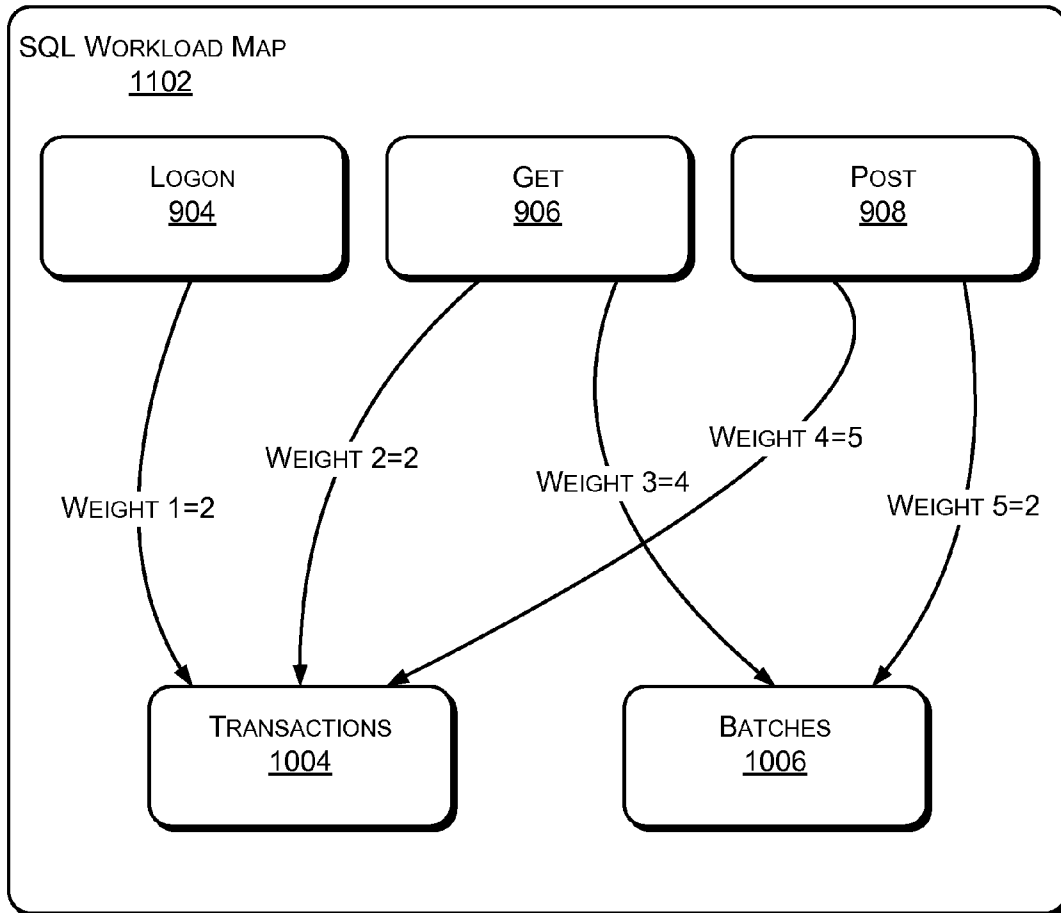 SQL WORKLOAD MAP
1102
LOGON
904
GET
906
POST
908
WEIGHT 1=2
WEIGHT 2=2
WEIGHT 3=4
WEIGHT 4=5
WEIGHT 5=2
TRANSACTIONS
1004
BATCHES
1006